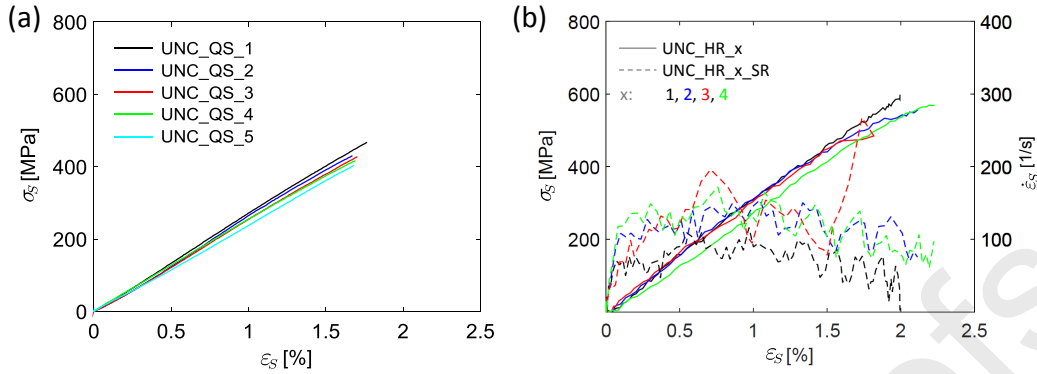 (a)
800
600
400
200
0
0
0.5
1
1.5
2
2.5
σS [MPa]
εS [%]
UNC_QS_1
UNC_QS_2
UNC_QS_3
UNC_QS_4
UNC_QS_5
(b)
800
600
400
200
0
0.5
1
1.5
2
2.5
400
300
200
100
0
σS [MPa]
εS [%]
ε̇S [1/s]
UNC_HR_x
UNC_HR_x_SR
x: 1, 2, 3, 4
efs